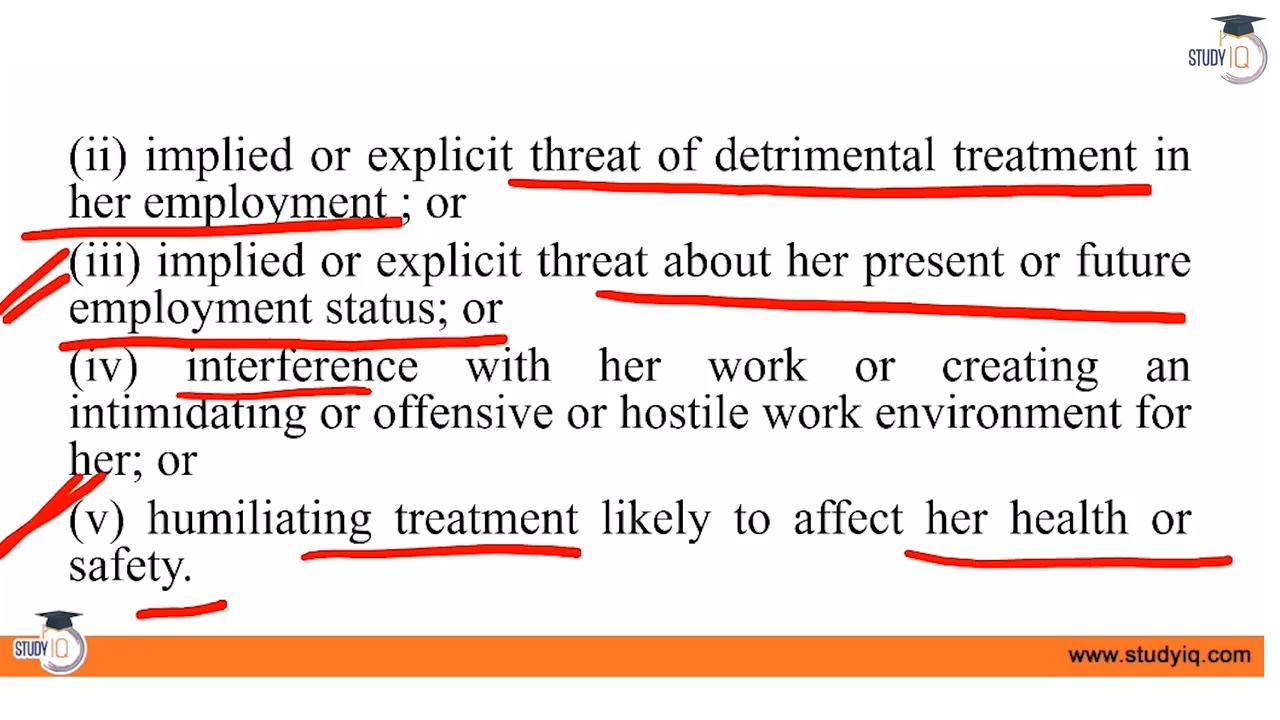 STUDY IQ
(ii) implied or explicit threat of detrimental treatment in
her employment ; or
(iii) implied or explicit threat about her present or future
employment status; or
(iv) interference with her work or creating an
intimidating or offensive or hostile work environment for
her; or
(v) humiliating treatment likely to affect her health or
safety.
STUDY IQ
www.studyiq.com